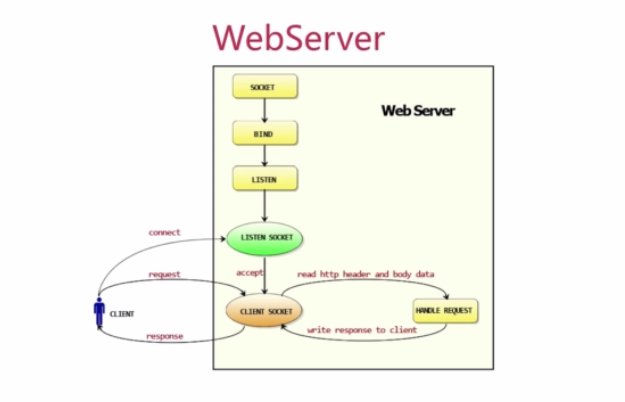 WebServer
SOCKET
Web Server
BIND
LISTEN
connect
LISTEN SOCKET
request
accept
read http header and body data
CLIENT
CLIENT SOCKET
HANDLE REQUEST
response
write response to client